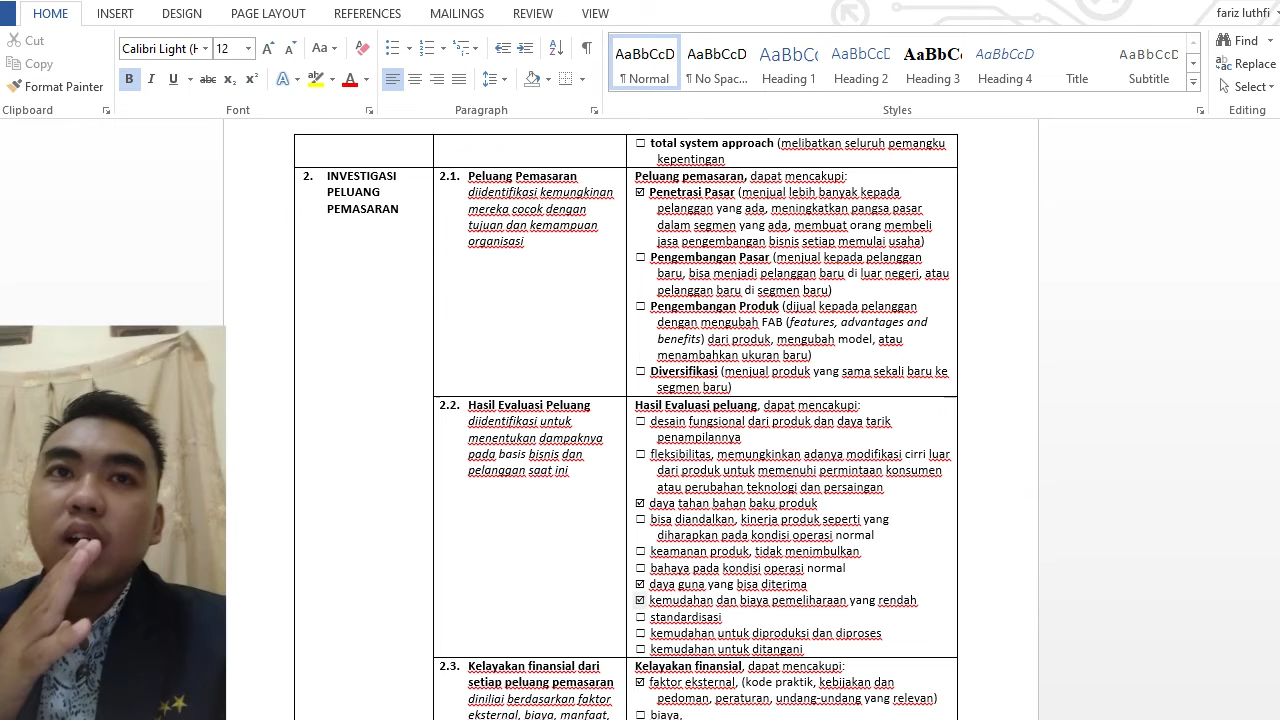 HOME INSERT DESIGN PAGE LAYOUT REFERENCES MAILINGS REVIEW VIEW fariz luthfi
Cut
Copy
Format Painter
Clipboard
Calibri Light (H 12
Font
Paragraph
AaBbCcD AaBbCcD AaBbC( AaBbCcD AaBbC( AaBbCcD AaBbCcD
¶ Normal ¶ No Spac... Heading 1 Heading 2 Heading 3 Heading 4 Title Subtitle
Styles
Find
Replace
Select
Editing
☐ total system approach (melibatkan seluruh pemangku
kepentingan
2. INVESTIGASI
PELUANG
PEMASARAN
2.1. Peluang Pemasaran
diidentifikasi kemungkinan
mereka cocok dengan
tujuan dan kemampuan
organisasi
Peluang pemasaran, dapat mencakupi:
☑ Penetrasi Pasar (menjual lebih banyak kepada
pelanggan yang ada, meningkatkan pangsa pasar
dalam segmen yang ada, membuat orang membeli
jasa pengembangan bisnis setiap memulai usaha)
☐ Pengembangan Pasar (menjual kepada pelanggan
baru, bisa menjadi pelanggan baru di luar negeri, atau
pelanggan baru di segmen baru)
☐ Pengembangan Produk (dijual kepada pelanggan
dengan mengubah FAB (features, advantages and
benefits) dari produk, mengubah model, atau
menambahkan ukuran baru)
☐ Diversifikasi (menjual produk yang sama sekali baru ke
segmen baru)
2.2. Hasil Evaluasi Peluang
diidentifikasi untuk
menentukan dampaknya
pada basis bisnis dan
pelanggan saat ini
Hasil Evaluasi peluang, dapat mencakupi:
☐ desain fungsional dari produk dan daya tarik
penampilannya
☐ fleksibilitas, memungkinkan adanya modifikasi cirri luar
dari produk untuk memenuhi permintaan konsumen
atau perubahan teknologi dan persaingan
☑ daya tahan bahan baku produk
☐ bisa diandalkan, kinerja produk seperti yang
diharapkan pada kondisi operasi normal
☐ keamanan produk, tidak menimbulkan
☐ bahaya pada kondisi operasi normal
☑ daya guna yang bisa diterima
☑ kemudahan dan biaya pemeliharaan yang rendah
☐ standardisasi
☐ kemudahan untuk diproduksi dan diproses
☐ kemudahan untuk ditangani
2.3. Kelayakan finansial dari
setiap peluang pemasaran
diniliai berdasarkan faktor
eksternal, biaya, manfaat,
Kelayakan finansial, dapat mencakupi:
☑ faktor eksternal, (kode praktik, kebijakan dan
pedoman, peraturan, undang-undang yang relevan)
☐ biaya,